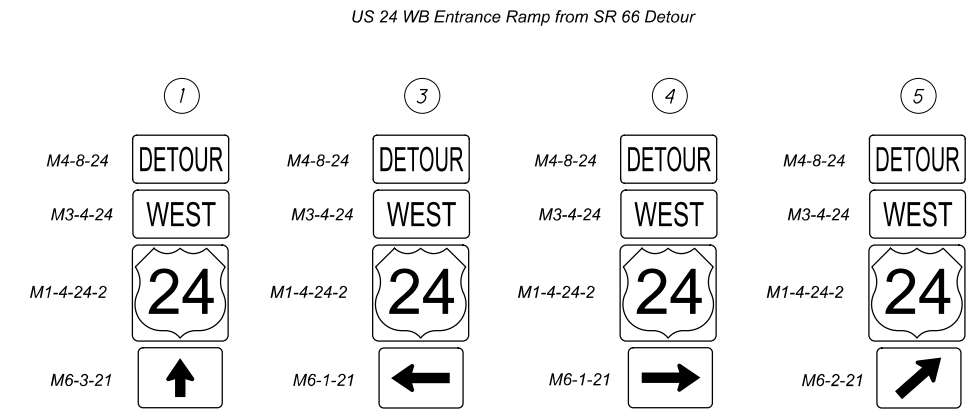 US 24 WB Entrance Ramp from SR 66 Detour
1 3 4 5
M4-8-24 DETOUR M4-8-24 DETOUR M4-8-24 DETOUR M4-8-24 DETOUR
M3-4-24 WEST M3-4-24 WEST M3-4-24 WEST M3-4-24 WEST
M1-4-24-2 24 M1-4-24-2 24 M1-4-24-2 24 M1-4-24-2 24
M6-3-21 M6-1-21 M6-1-21 M6-2-21